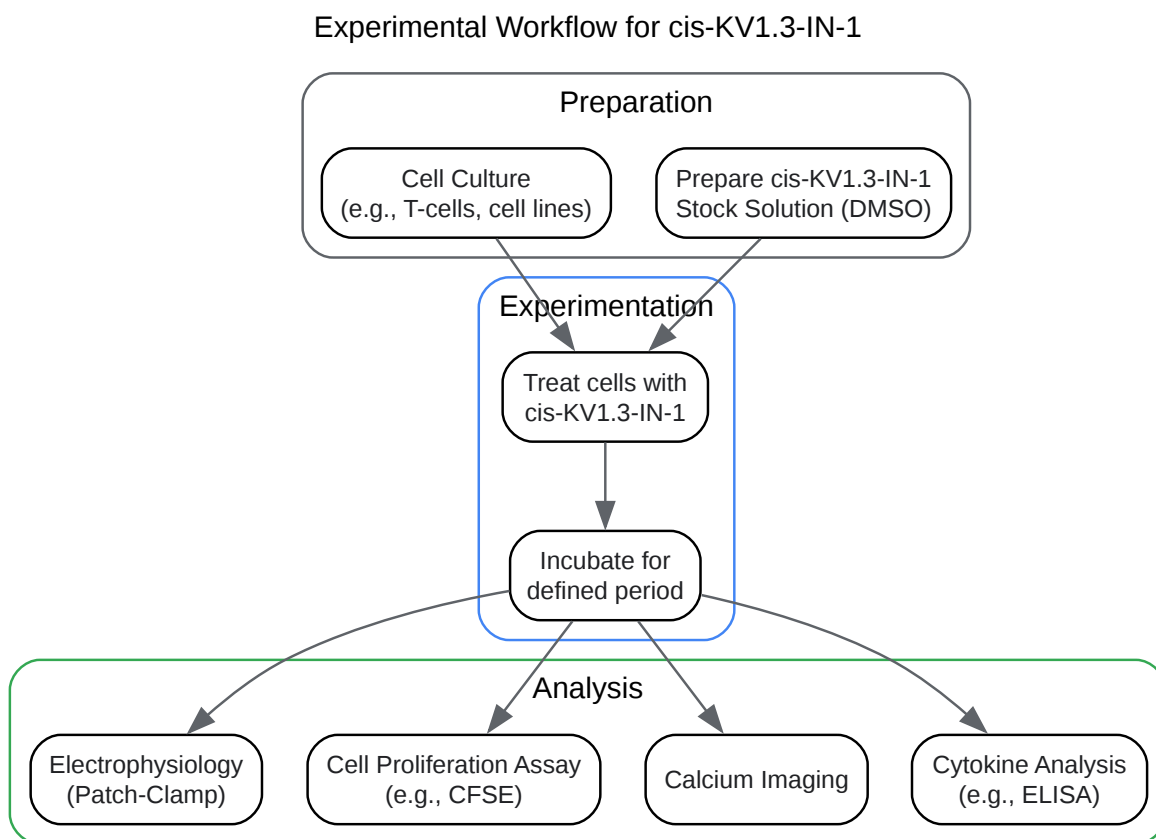 Experimental Workflow for cis-KV1.3-IN-1
Preparation
Cell Culture
(e.g., T-cells, cell lines)
Prepare cis-KV1.3-IN-1
Stock Solution (DMSO)
Experimentation
Treat cells with
cis-KV1.3-IN-1
Incubate for
defined period
Analysis
Electrophysiology
(Patch-Clamp)
Cell Proliferation Assay
(e.g., CFSE)
Calcium Imaging
Cytokine Analysis
(e.g., ELISA)